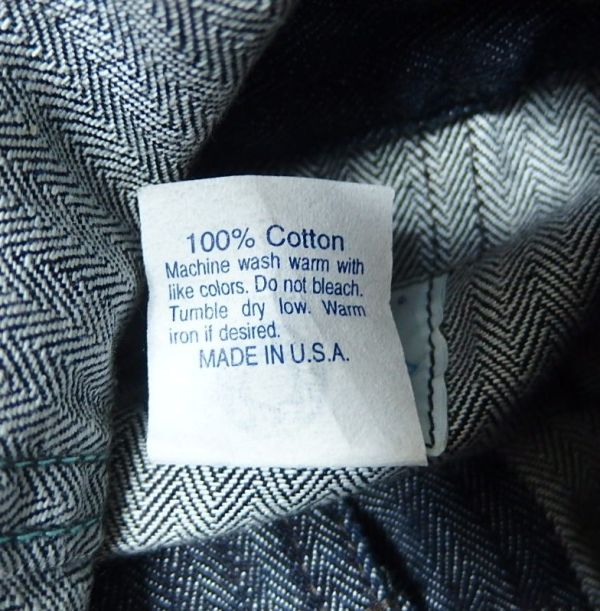 100% Cotton
Machine wash warm with
like colors. Do not bleach.
Tumble dry low. Warm
iron if desired.
MADE IN U.S.A.